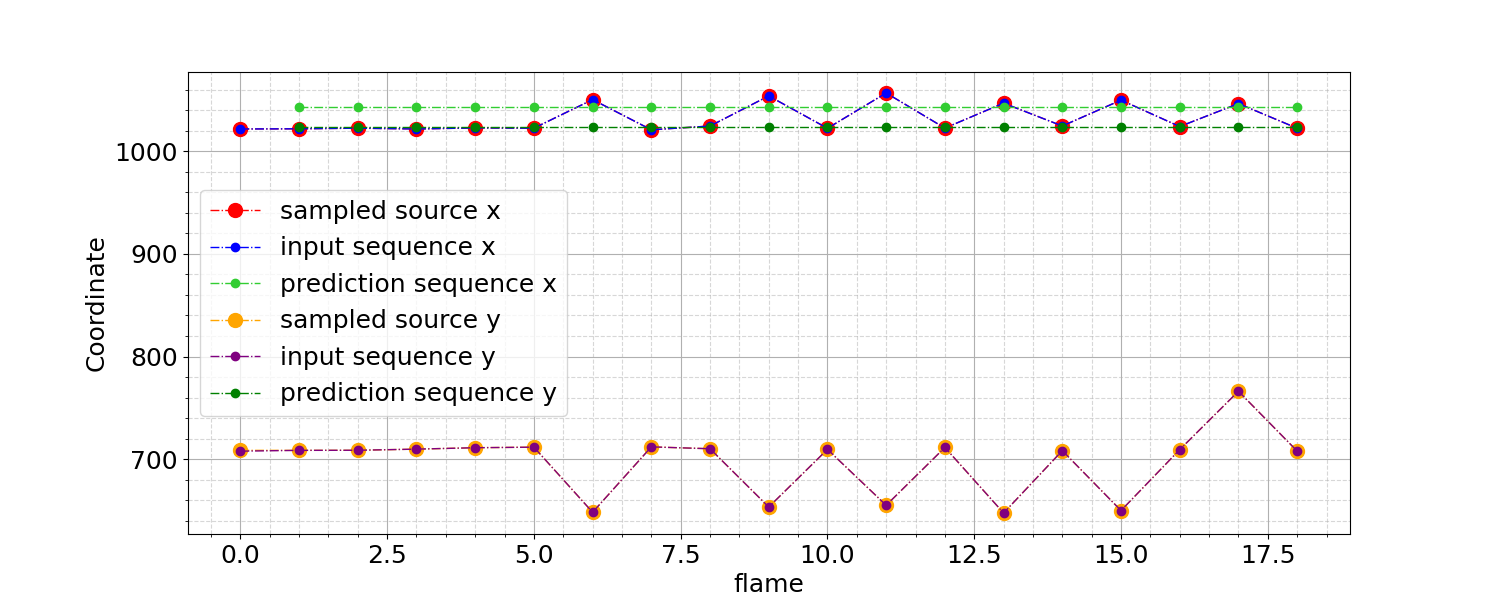 1000
900
800
700
Coordinate
sampled source x
input sequence x
prediction sequence x
sampled source y
input sequence y
prediction sequence y
0.0 2.5 5.0 7.5 10.0 12.5 15.0 17.5
flame